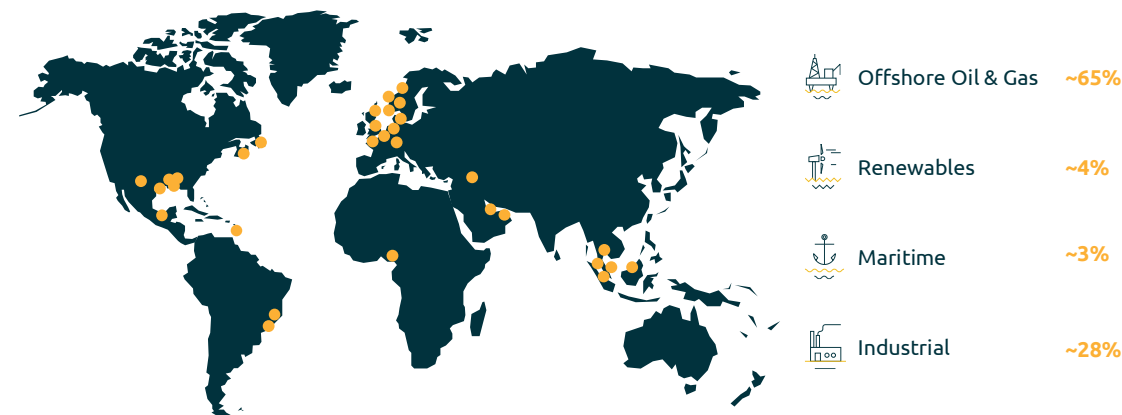 Offshore Oil & Gas ~65%
Renewables ~4%
Maritime ~3%
Industrial ~28%